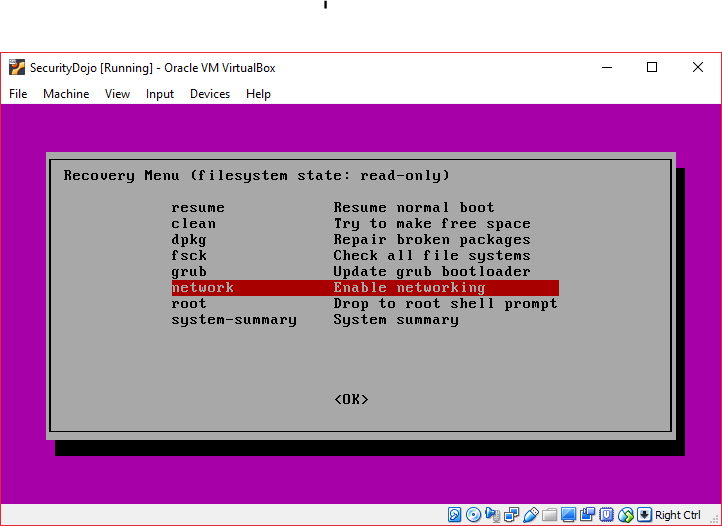 SecurityDojo [Running] - Oracle VM VirtualBox
File Machine View Input Devices Help
Recovery Menu (filesystem state: read-only)
resume Resume normal boot
clean Try to make free space
dpkg Repair broken packages
fsck Check all file systems
grub Update grub bootloader
network Enable networking
root Drop to root shell prompt
system-summary System summary
<OK>
Right Ctrl